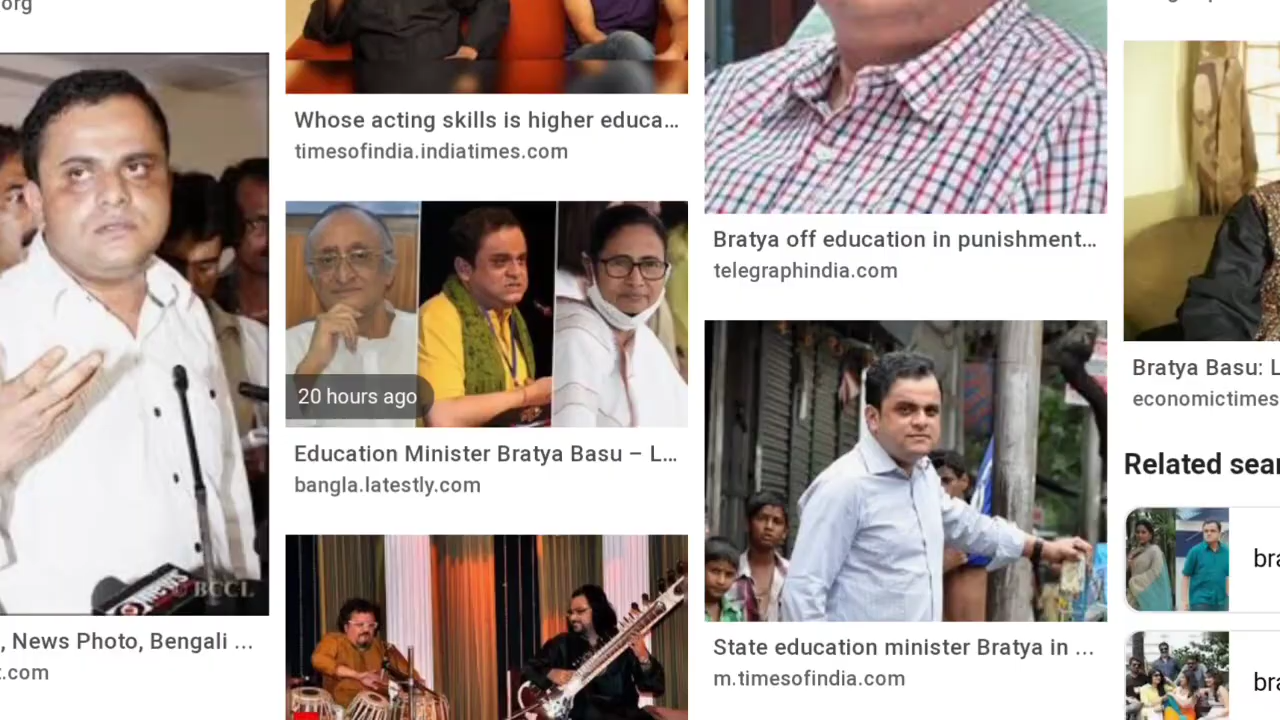 org
BCCL
, News Photo, Bengali ...
t.com
Whose acting skills is higher educa...
timesofindia.indiatimes.com
20 hours ago
Education Minister Bratya Basu – L...
bangla.latestly.com
Bratya off education in punishment...
telegraphindia.com
State education minister Bratya in ...
m.timesofindia.com
Bratya Basu: L
economictimes
Related sear
bra
bra